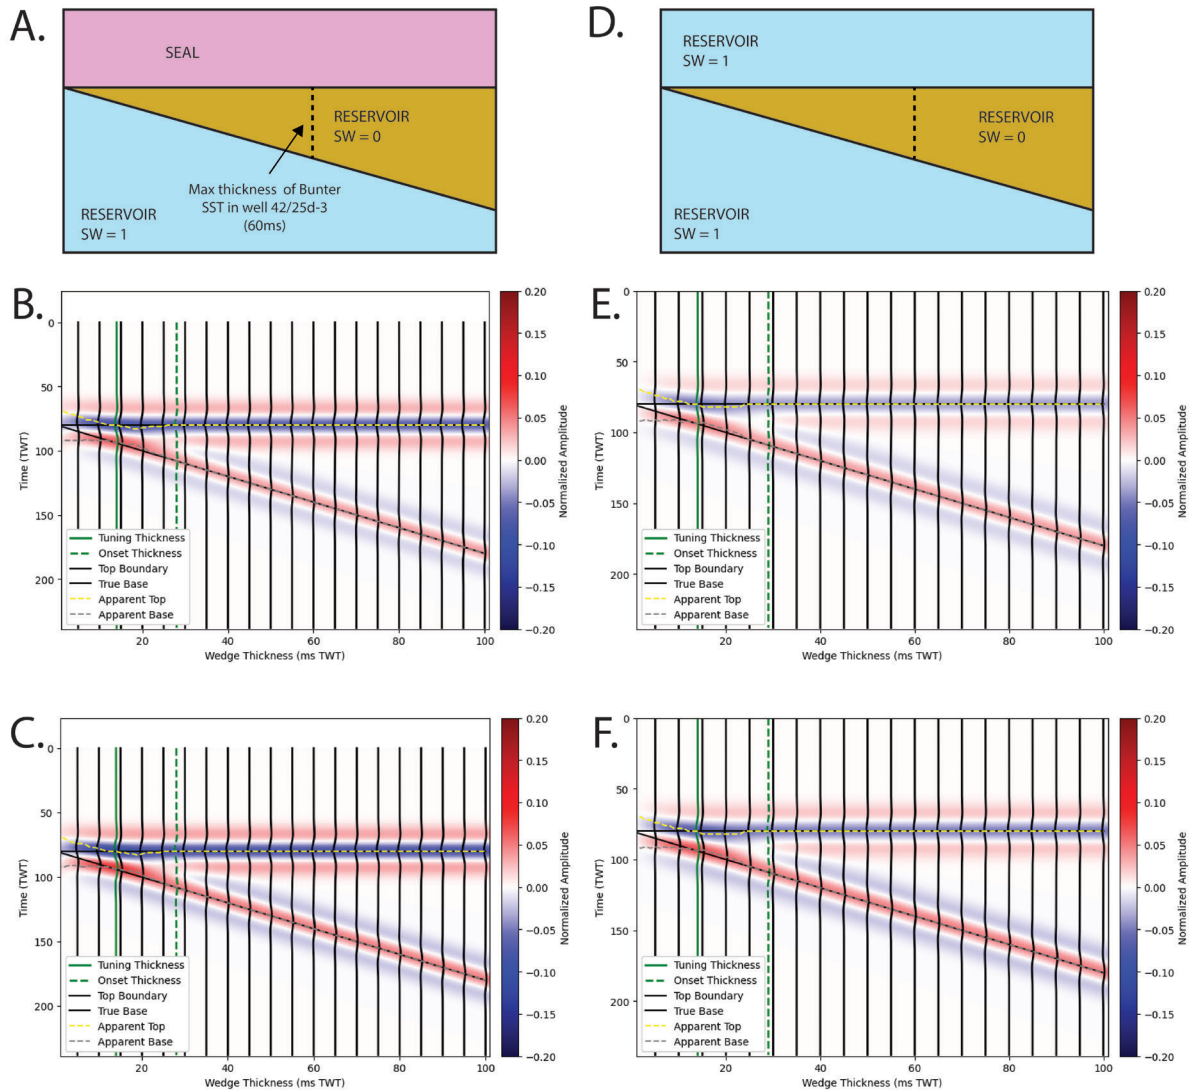 A.
SEAL
RESERVOIR
SW = 0
Max thickness of Bunter
SST in well 42/25d-3
(60ms)
RESERVOIR
SW = 1
D.
RESERVOIR
SW = 1
RESERVOIR
SW = 0
RESERVOIR
SW = 1
B.
0
50
100
150
200
Time (TWT)
Tuning Thickness
Onset Thickness
Top Boundary
True Base
Apparent Top
Apparent Base
20
40
60
80
100
Wedge Thickness (ms TWT)
0.20
0.15
0.10
0.05
0.00
−0.05
−0.10
−0.15
−0.20
Normalized Amplitude
E.
0
50
100
150
200
Time (TWT)
Tuning Thickness
Onset Thickness
Top Boundary
True Base
Apparent Top
Apparent Base
20
40
60
80
100
Wedge Thickness (ms TWT)
0.20
0.15
0.10
0.05
0.00
−0.05
−0.10
−0.15
−0.20
Normalized Amplitude
C.
0
50
100
150
200
Time (TWT)
Tuning Thickness
Onset Thickness
Top Boundary
True Base
Apparent Top
Apparent Base
20
40
60
80
100
Wedge Thickness (ms TWT)
0.20
0.15
0.10
0.05
0.00
−0.05
−0.10
−0.15
−0.20
Normalized Amplitude
F.
0
50
100
150
200
Time (TWT)
Tuning Thickness
Onset Thickness
Top Boundary
True Base
Apparent Top
Apparent Base
20
40
60
80
100
Wedge Thickness (ms TWT)
0.20
0.15
0.10
0.05
0.00
−0.05
−0.10
−0.15
−0.20
Normalized Amplitude